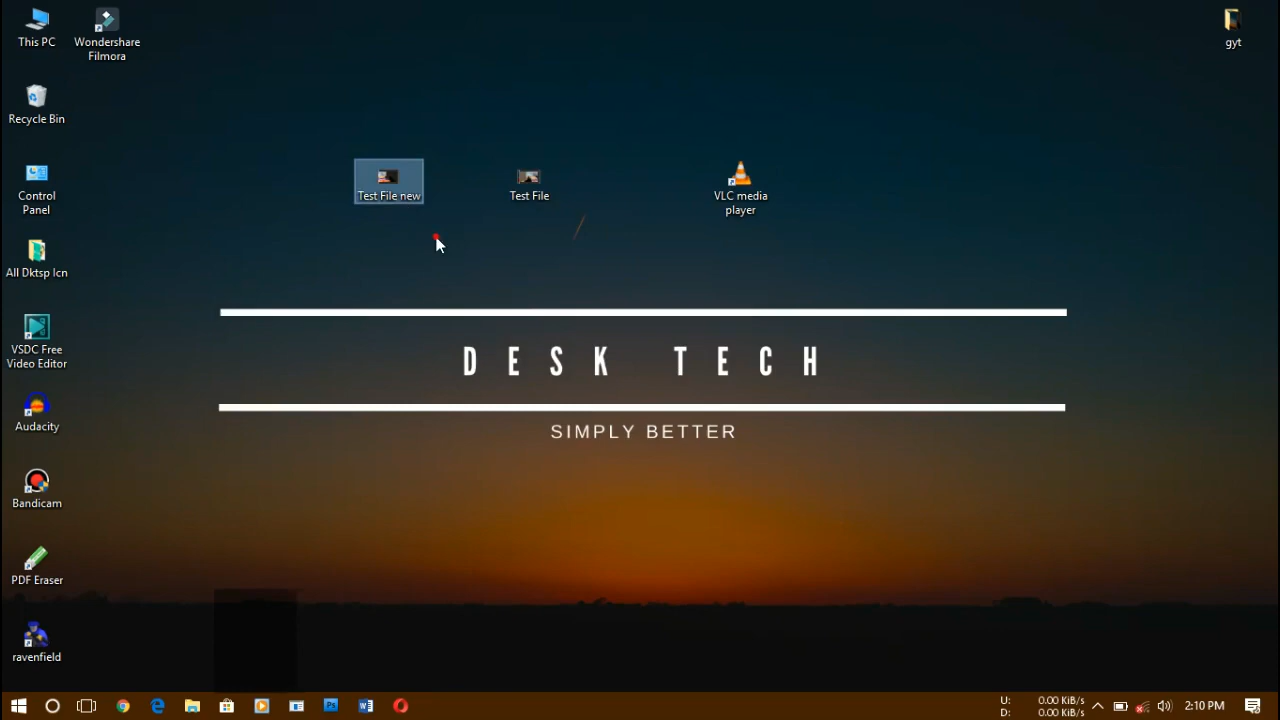 This PC
Wondershare
Filmora
gyt
Recycle Bin
Test File new
Test File
VLC media
player
Control
Panel
All Dktsp Icn
VSDC Free
Video Editor
DESK TECH
SIMPLY BETTER
Audacity
Bandicam
PDF Eraser
ravenfield
U: 0.00 KiB/s
D: 0.00 KiB/s
2:10 PM